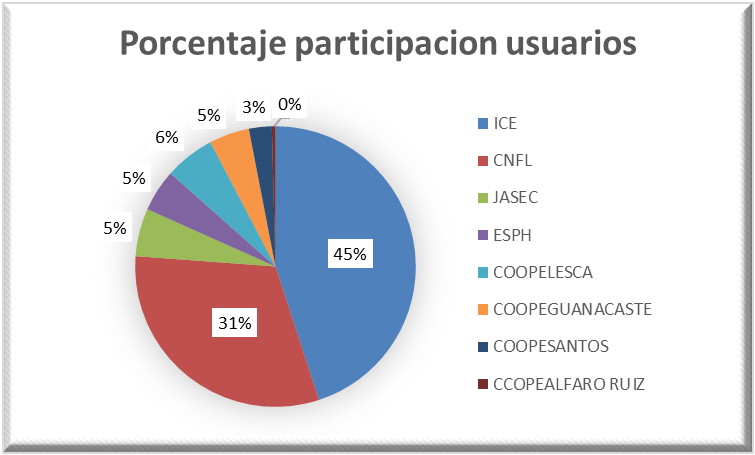 Porcentaje participacion usuarios
45%
31%
5%
5%
6%
5%
3%
0%
ICE
CNFL
JASEC
ESPH
COOPELESCA
COOPEGUANACASTE
COOPESANTOS
CCOPEALFARO RUIZ